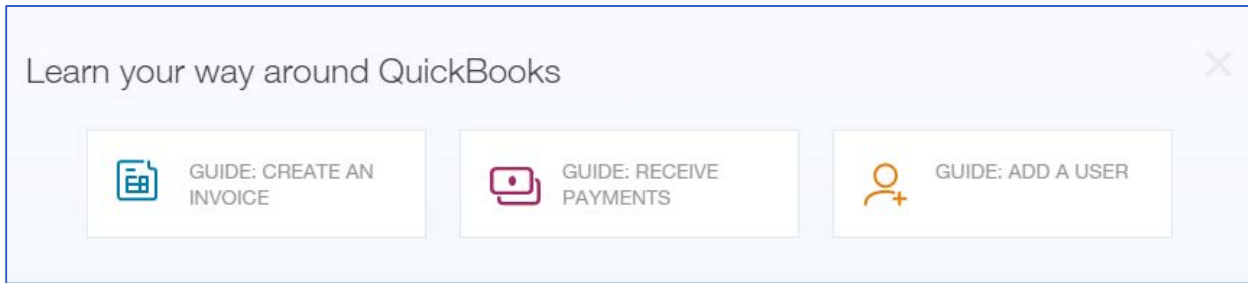 Learn your way around QuickBooks
GUIDE: CREATE AN
INVOICE
GUIDE: RECEIVE
PAYMENTS
GUIDE: ADD A USER